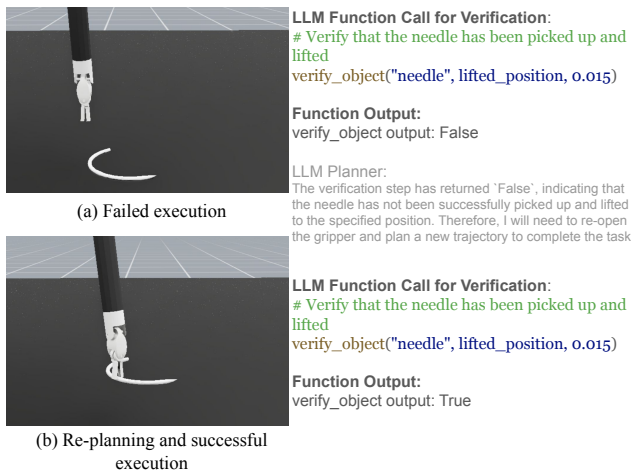 LLM Function Call for Verification:
# Verify that the needle has been picked up and
lifted
verify_object("needle", lifted_position, 0.015)
Function Output:
verify_object output: False
LLM Planner:
The verification step has returned `False`, indicating that
the needle has not been successfully picked up and lifted
to the specified position. Therefore, I will need to re-open
the gripper and plan a new trajectory to complete the task
(a) Failed execution
LLM Function Call for Verification:
# Verify that the needle has been picked up and
lifted
verify_object("needle", lifted_position, 0.015)
Function Output:
verify_object output: True
(b) Re-planning and successful
execution